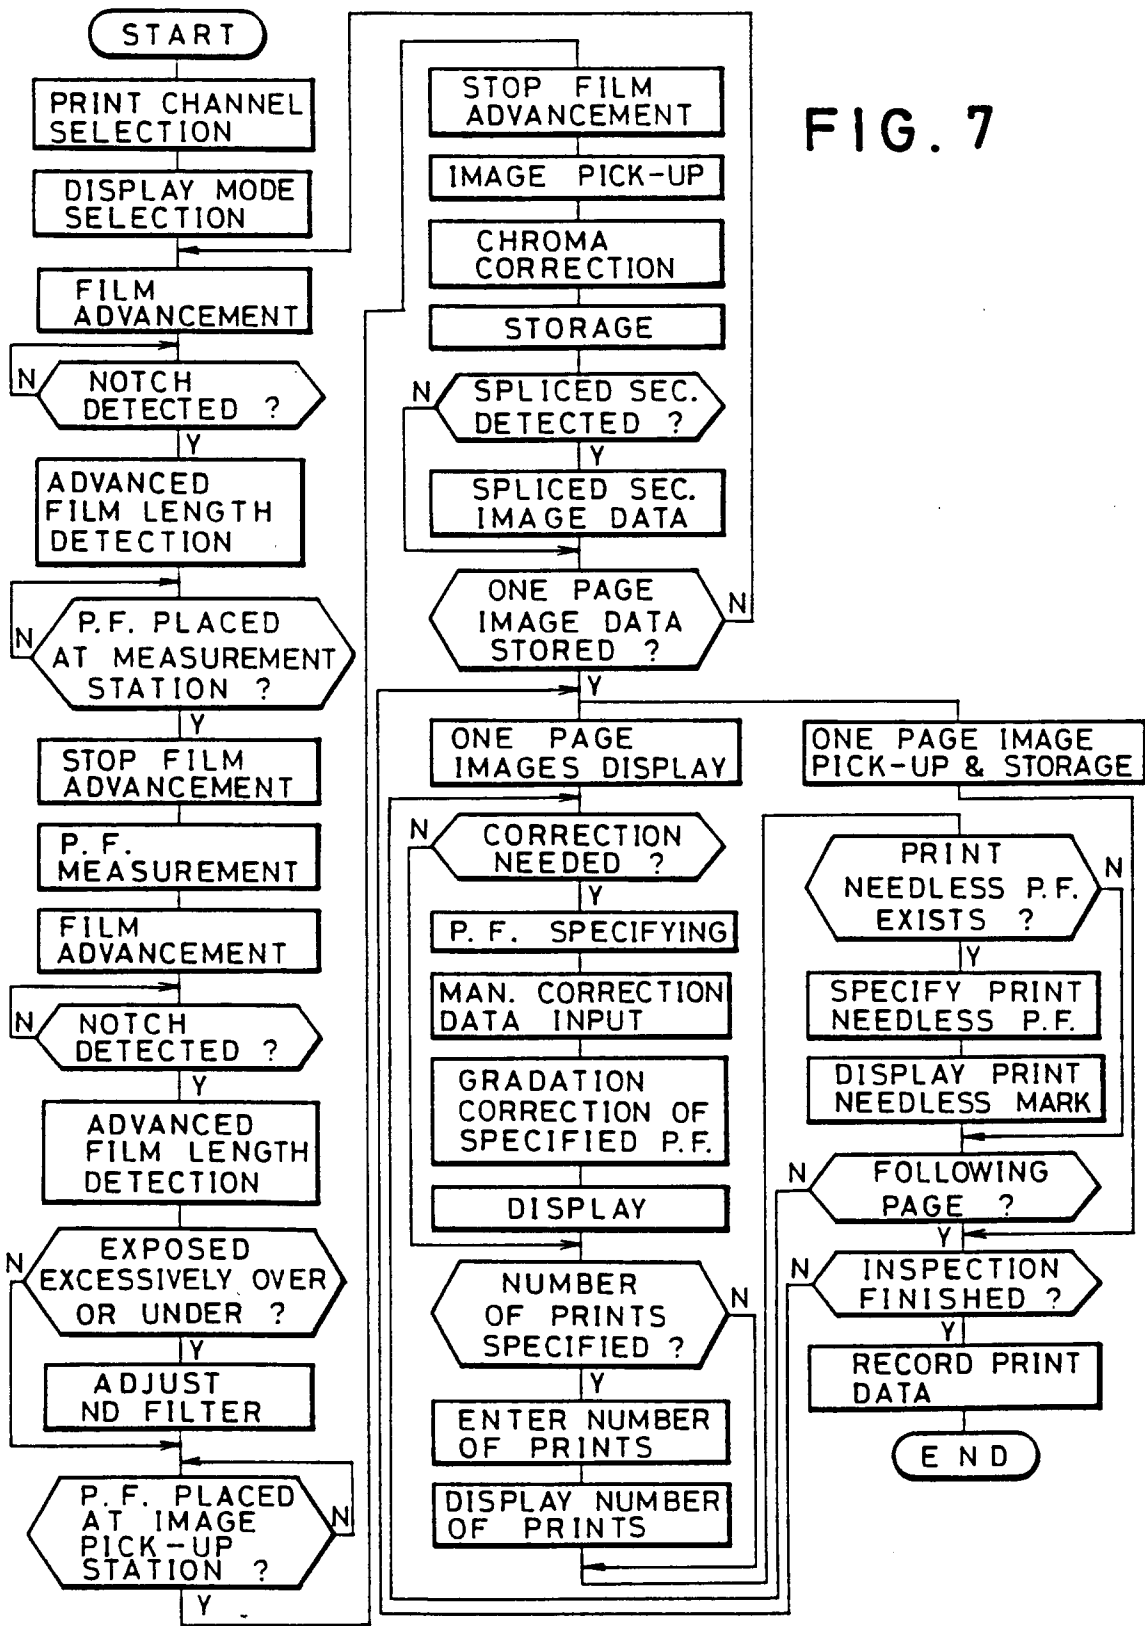 START
PRINT CHANNEL
SELECTION
DISPLAY MODE
SELECTION
FILM
ADVANCEMENT
N
NOTCH
DETECTED ?
Y
ADVANCED
FILM LENGTH
DETECTION
N
P.F. PLACED
AT MEASUREMENT
STATION ?
Y
STOP FILM
ADVANCEMENT
P. F.
MEASUREMENT
FILM
ADVANCEMENT
N
NOTCH
DETECTED ?
Y
ADVANCED
FILM LENGTH
DETECTION
N
EXPOSED
EXCESSIVELY OVER
OR UNDER ?
Y
ADJUST
ND FILTER
P. F. PLACED
AT IMAGE
PICK-UP
STATION ?
N
Y
STOP FILM
ADVANCEMENT
IMAGE PICK-UP
CHROMA
CORRECTION
STORAGE
N
SPLICED SEC.
DETECTED ?
Y
SPLICED SEC.
IMAGE DATA
ONE PAGE
IMAGE DATA
STORED ?
N
Y
ONE PAGE
IMAGES DISPLAY
N
CORRECTION
NEEDED ?
Y
P. F. SPECIFYING
MAN. CORRECTION
DATA INPUT
GRADATION
CORRECTION OF
SPECIFIED P.F.
DISPLAY
NUMBER
OF PRINTS
SPECIFIED ?
N
Y
ENTER NUMBER
OF PRINTS
DISPLAY NUMBER
OF PRINTS
FIG. 7
ONE PAGE IMAGE
PICK-UP & STORAGE
PRINT
NEEDLESS P.F.
EXISTS ?
N
Y
SPECIFY PRINT
NEEDLESS P.F.
DISPLAY PRINT
NEEDLESS MARK
N
FOLLOWING
PAGE ?
Y
N
INSPECTION
FINISHED ?
Y
RECORD PRINT
DATA
END